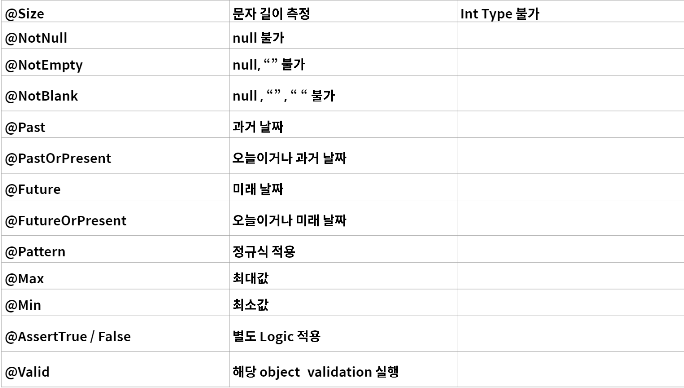 @Size 문자 길이 측정 Int Type 불가
@NotNull null 불가
@NotEmpty null, “” 불가
@NotBlank null , “” , “ “ 불가
@Past 과거 날짜
@PastOrPresent 오늘이거나 과거 날짜
@Future 미래 날짜
@FutureOrPresent 오늘이거나 미래 날짜
@Pattern 정규식 적용
@Max 최대값
@Min 최소값
@AssertTrue / False 별도 Logic 적용
@Valid 해당 object validation 실행